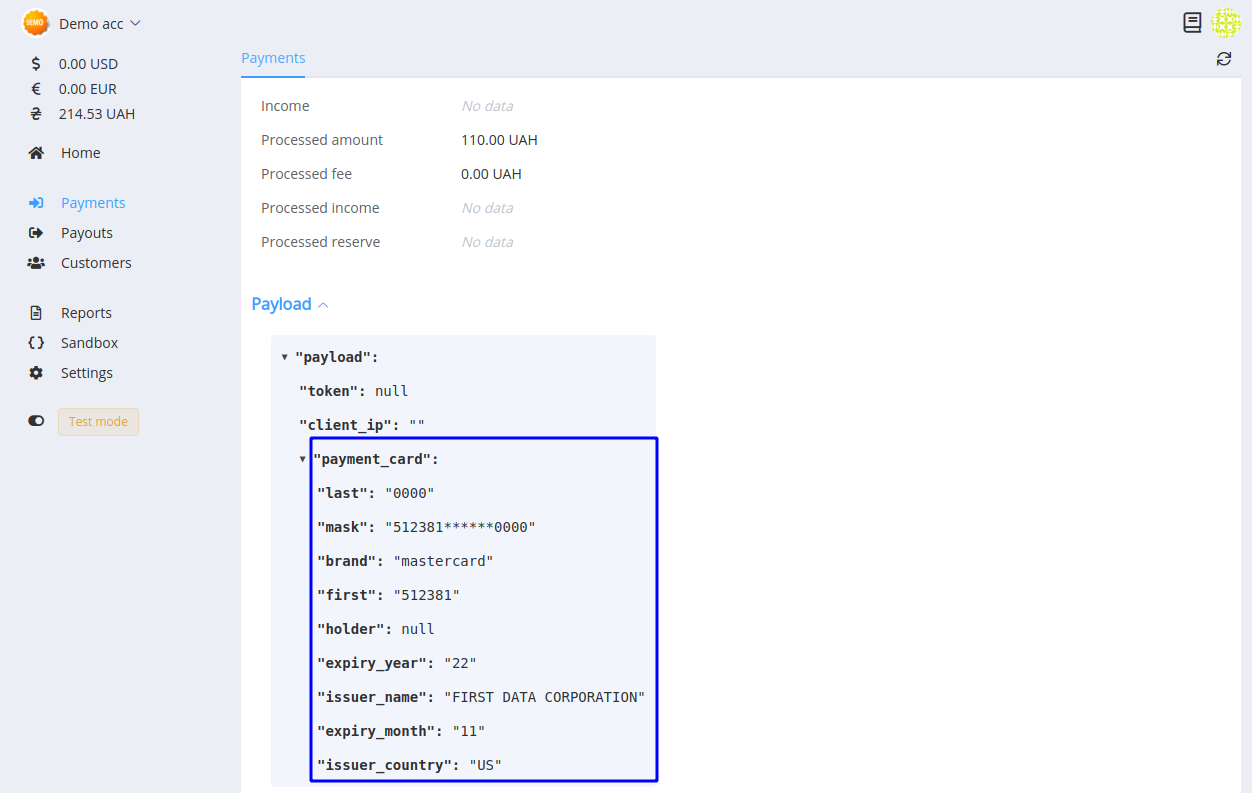 DEMO Demo acc
$ 0.00 USD
€ 0.00 EUR
₴ 214.53 UAH
Home
Payments
Payouts
Customers
Reports
Sandbox
Settings
Test mode
Payments
Income No data
Processed amount 110.00 UAH
Processed fee 0.00 UAH
Processed income No data
Processed reserve No data
Payload
"payload":
"token": null
"client_ip": ""
"payment_card":
"last": "0000"
"mask": "512381******0000"
"brand": "mastercard"
"first": "512381"
"holder": null
"expiry_year": "22"
"issuer_name": "FIRST DATA CORPORATION"
"expiry_month": "11"
"issuer_country": "US"